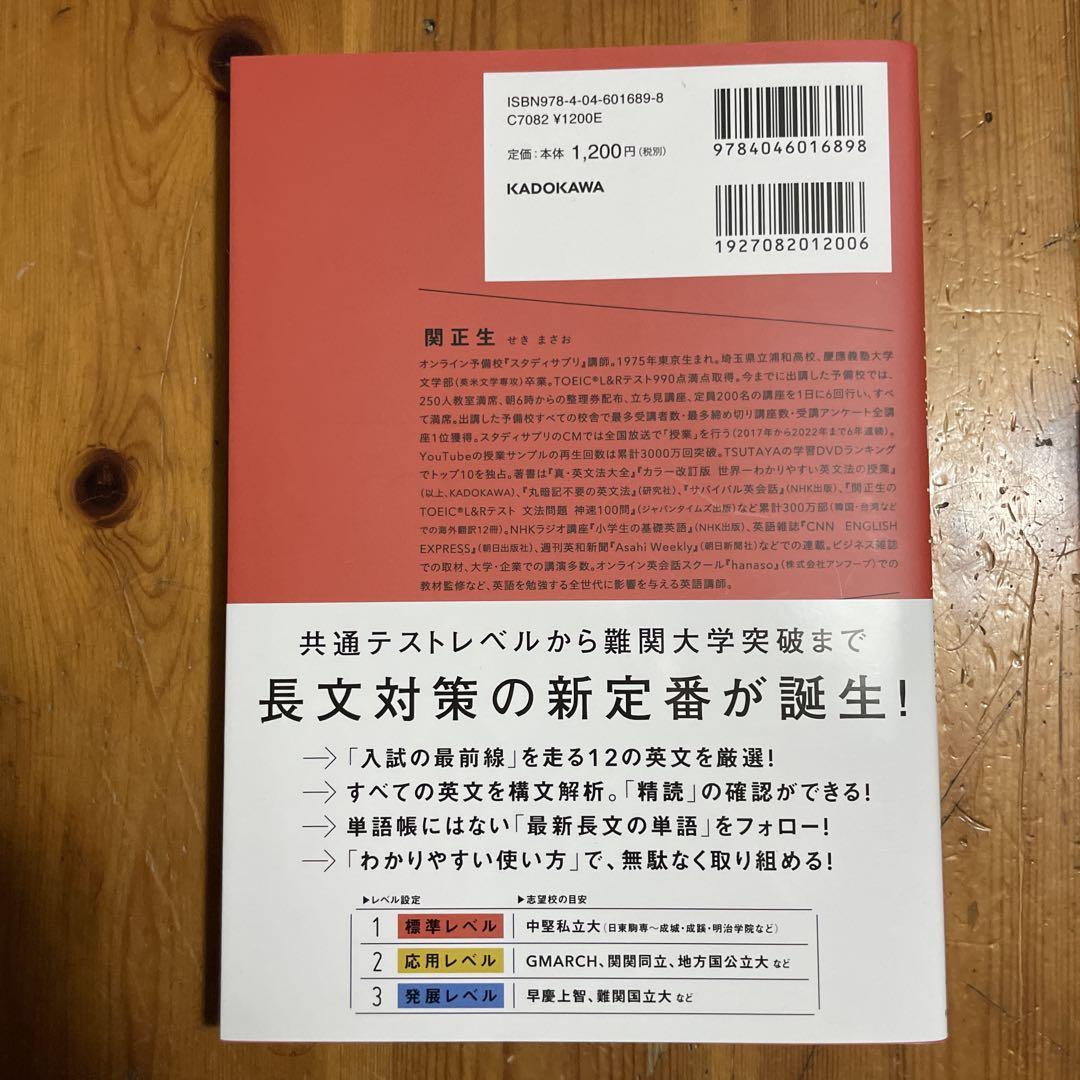 ISBN978-4-04-601689-8
C7082 ¥1200E
定価：本体 1,200円（税別）
KADOKAWA
9784046016898
1927082012006
関正生 せき まさお
オンライン予備校『スタディサプリ』講師。1975年東京生まれ。埼玉県立浦和高校、慶應義塾大学
文学部（英米文学専攻）卒業。TOEIC®L&Rテスト990点満点取得。今までに出講した予備校では、
250人教室満席、朝6時からの整理券配布、立ち見講座、定員200名の講座を1日に6回行い、すべ
て満席。出講した予備校すべての校舎で最多受講者数・最多締め切り講座数・受講アンケート全講
座1位獲得。スタディサプリのCMでは全国放送で「授業」を行う（2017年から2022年まで6年連続）。
YouTubeの授業サンプルの再生回数は累計3000万回突破。TSUTAYAの学習DVDランキング
でトップ10を独占。著書は『真・英文法大全』『カラー改訂版 世界一わかりやすい英文法の授業』
（以上、KADOKAWA）、『丸暗記不要の英文法』（研究社）、『サバイバル英会話』（NHK出版）、『関正生の
TOEIC®L&Rテスト 文法問題 神速100問』（ジャパンタイムズ出版）など累計300万部（韓国・台湾など
での海外翻訳12冊）。NHKラジオ講座『小学生の基礎英語』（NHK出版）、英語雑誌『CNN ENGLISH
EXPRESS』（朝日出版社）、週刊英和新聞『Asahi Weekly』（朝日新聞社）などでの連載。ビジネス雑誌
での取材、大学・企業での講演多数。オンライン英会話スクール『hanaso』（株式会社アンフープ）での
教材監修など、英語を勉強する全世代に影響を与える英語講師。
共通テストレベルから難関大学突破まで
長文対策の新定番が誕生！
→「入試の最前線」を走る12の英文を厳選！
→すべての英文を構文解析。「精読」の確認ができる！
→単語帳にはない「最新長文の単語」をフォロー！
→「わかりやすい使い方」で、無駄なく取り組める！
▶レベル設定 ▶志望校の目安
1 標準レベル 中堅私立大（日東駒専〜成城・成蹊・明治学院など）
2 応用レベル GMARCH、関関同立、地方国公立大 など
3 発展レベル 早慶上智、難関国立大 など